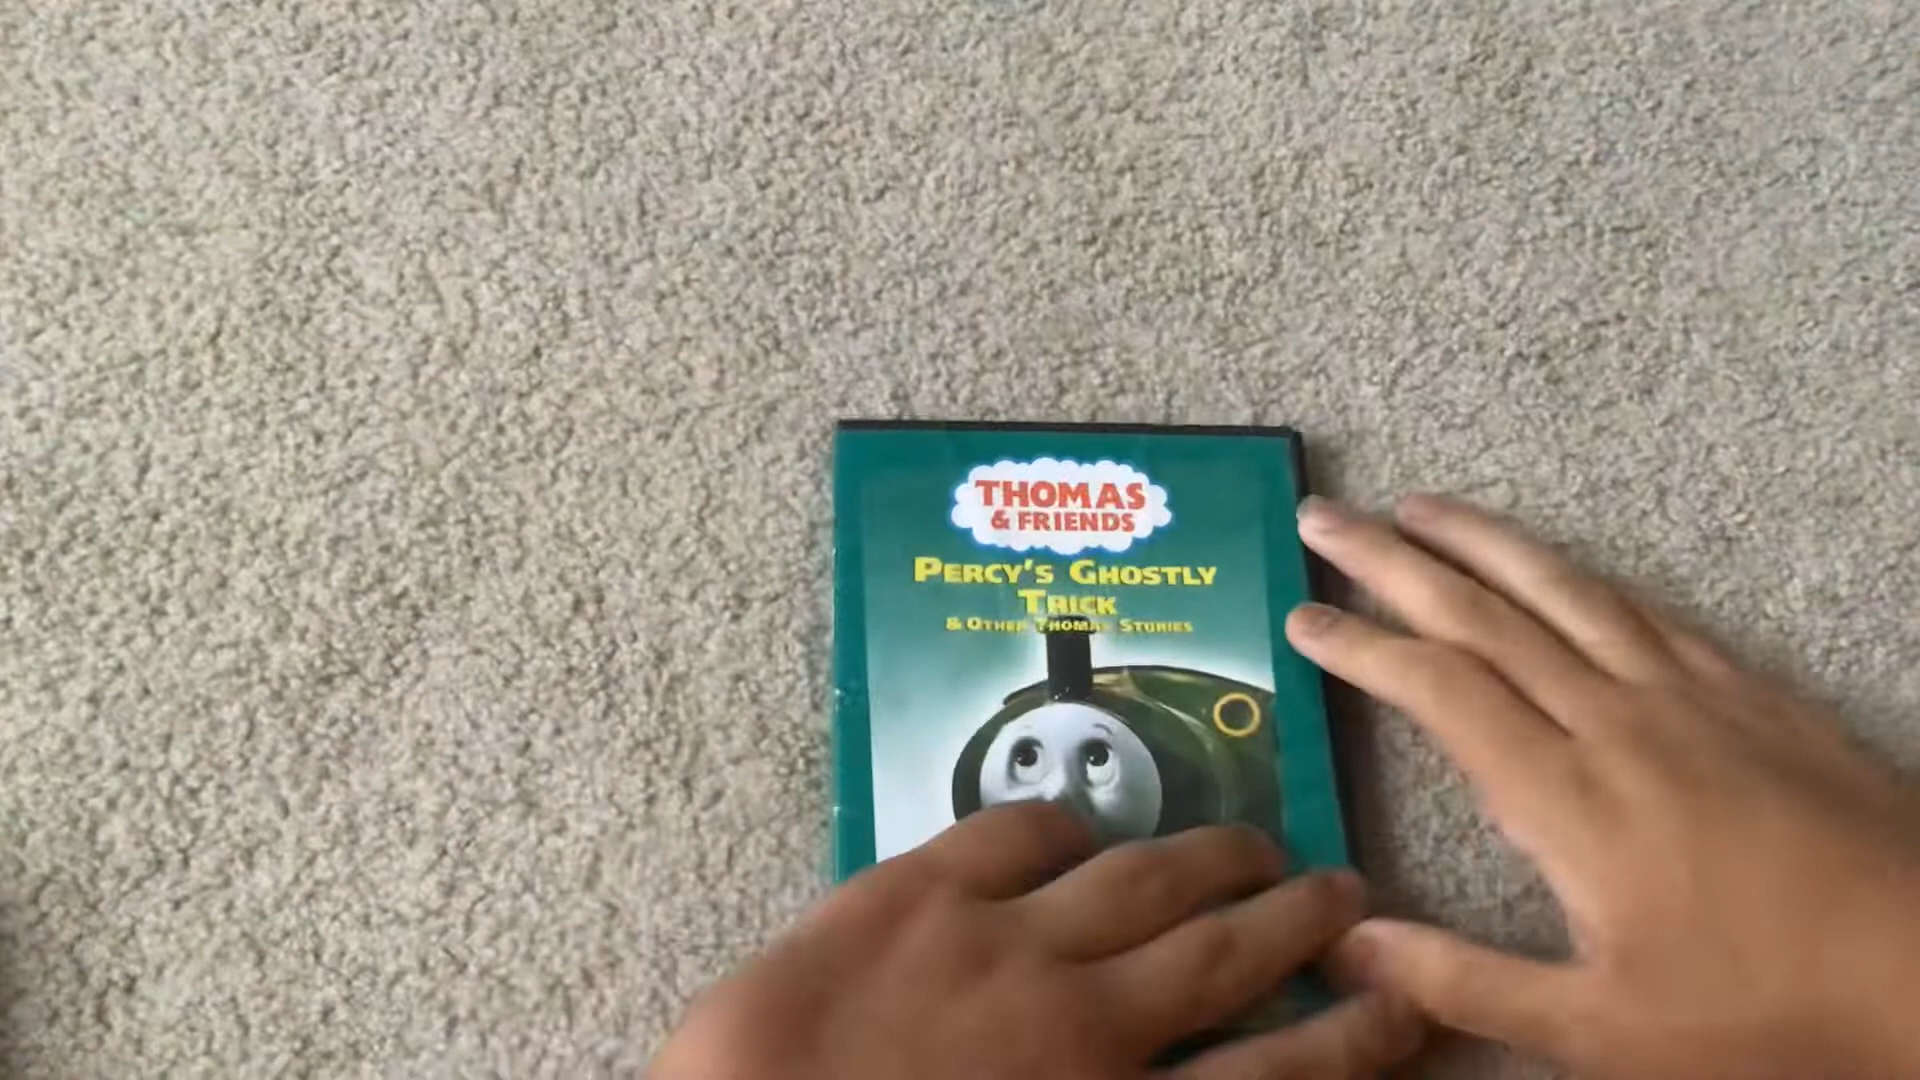 THOMAS
& FRIENDS
PERCY'S GHOSTLY
TRICK
& OTHER THOMAS STORIES